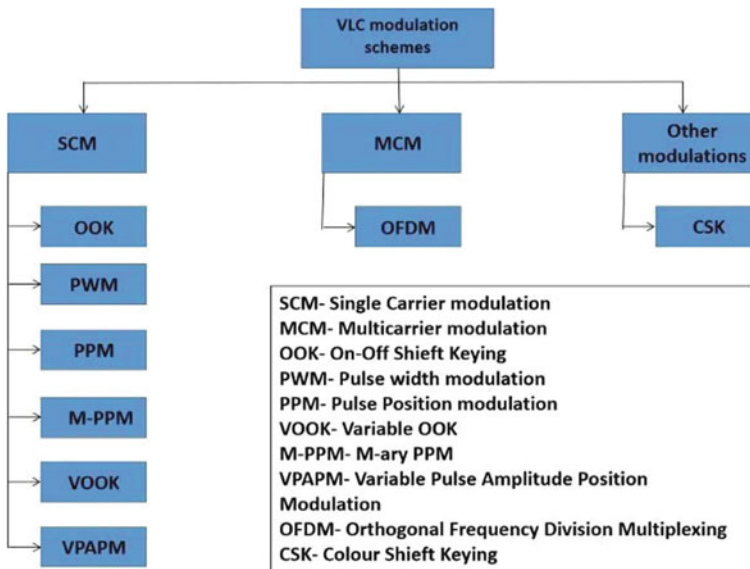 VLC modulation
schemes
SCM
MCM
Other
modulations
OOK
OFDM
CSK
PWM
PPM
M-PPM
VOOK
VPAPM
SCM- Single Carrier modulation
MCM- Multicarrier modulation
OOK- On-Off Shieft Keying
PWM- Pulse width modulation
PPM- Pulse Position modulation
VOOK- Variable OOK
M-PPM- M-ary PPM
VPAPM- Variable Pulse Amplitude Position
Modulation
OFDM- Orthogonal Frequency Division Multiplexing
CSK- Colour Shieft Keying